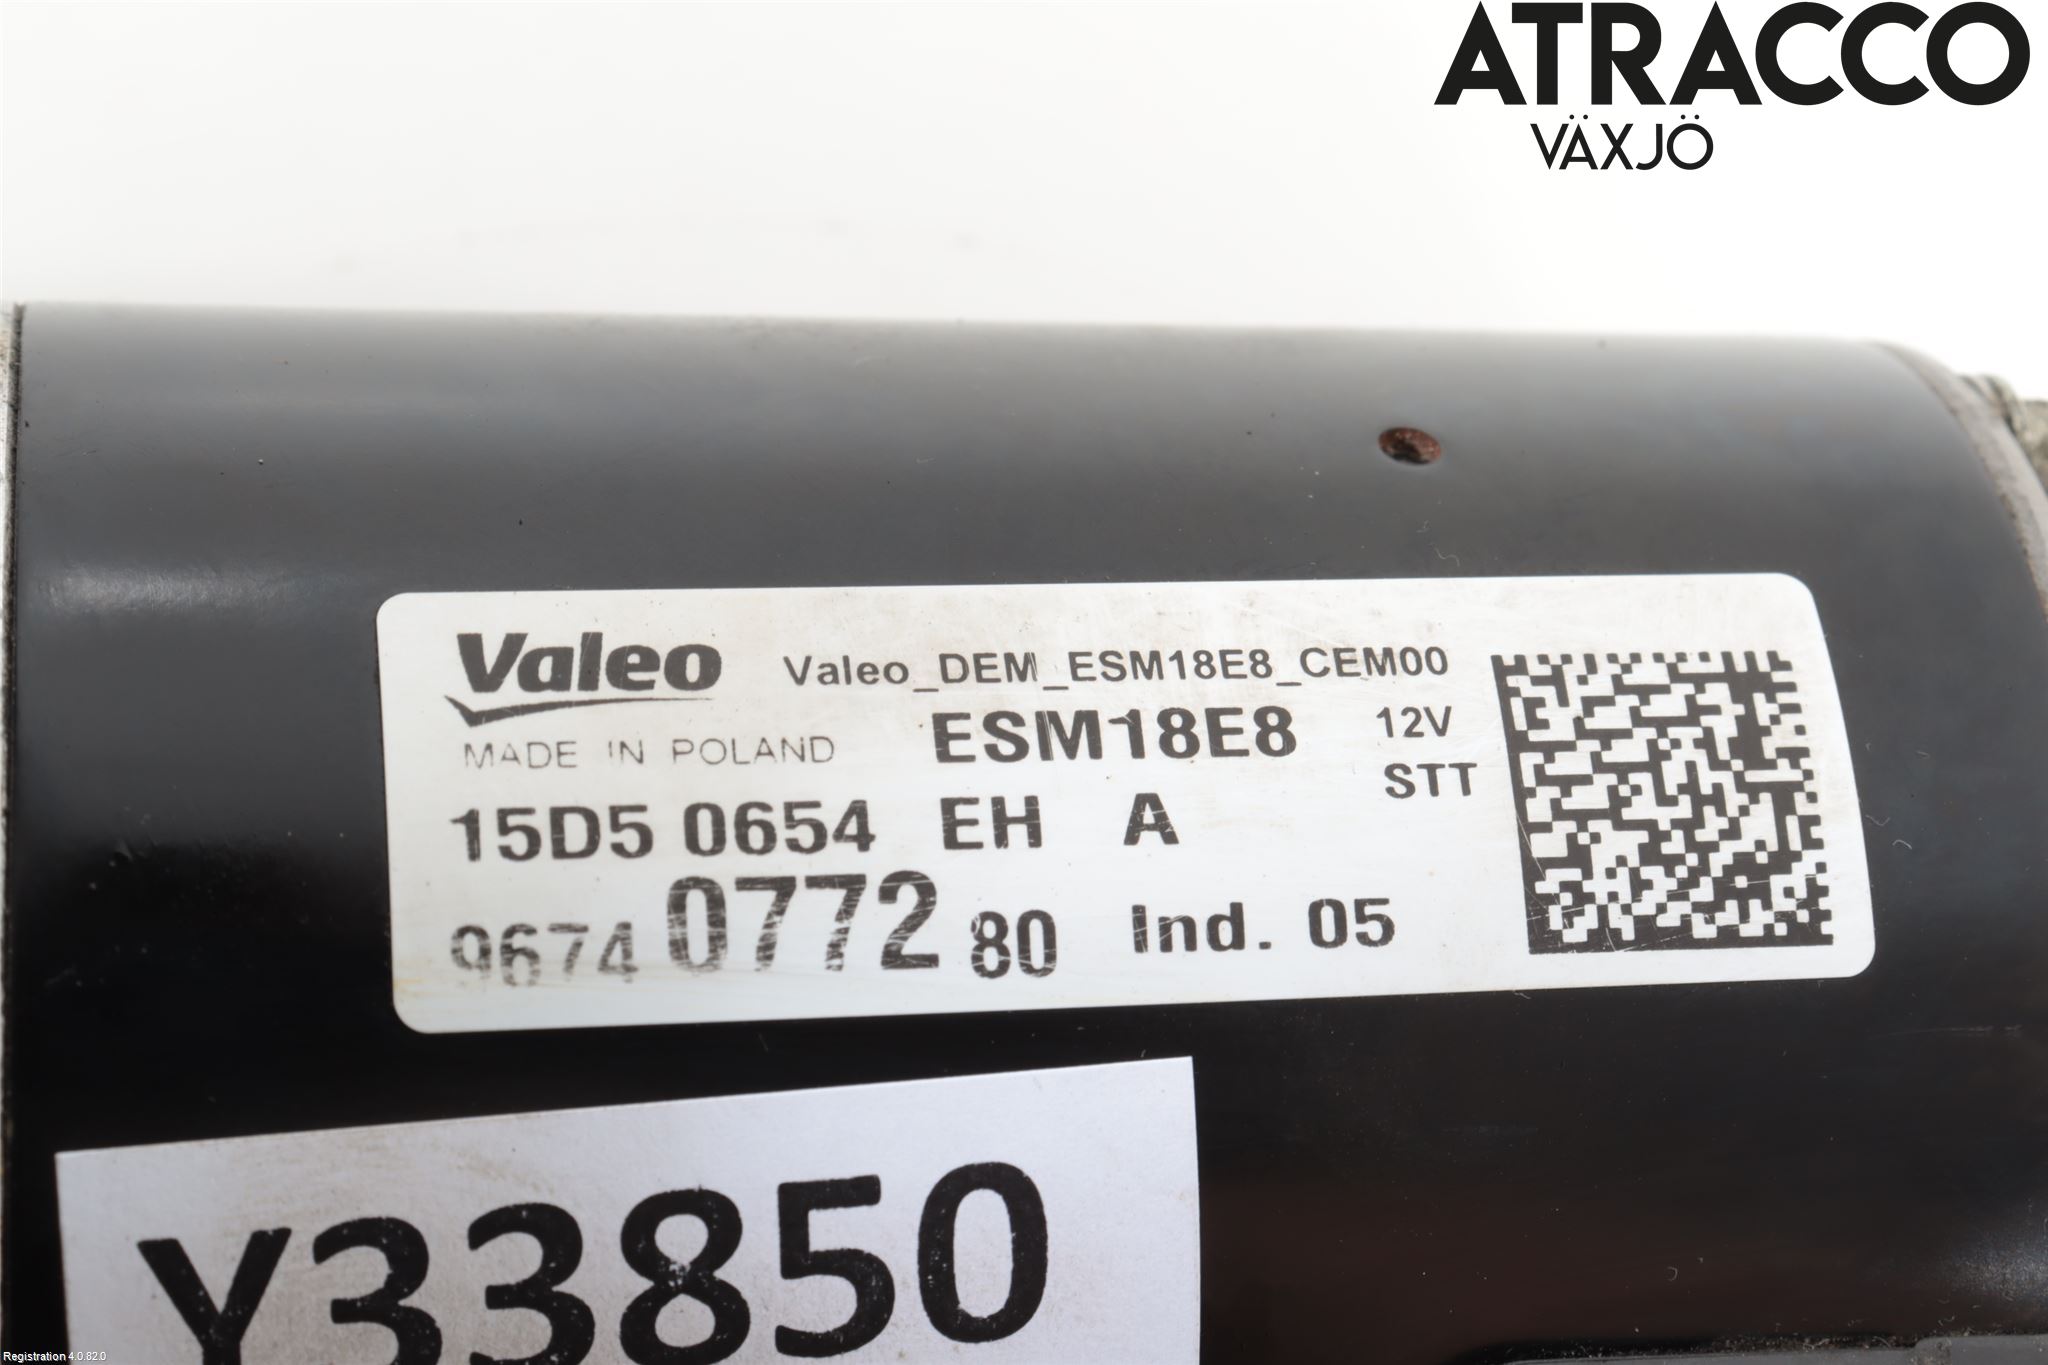 ATRACCO
VÄXJÖ
Valeo Valeo_DEM_ESM18E8_CEM00
MADE IN POLAND ESM18E8 12V
STT
15D5 0654 EH A
9674 0772 80 Ind. 05
Y33850
Registration 4.0.82.0